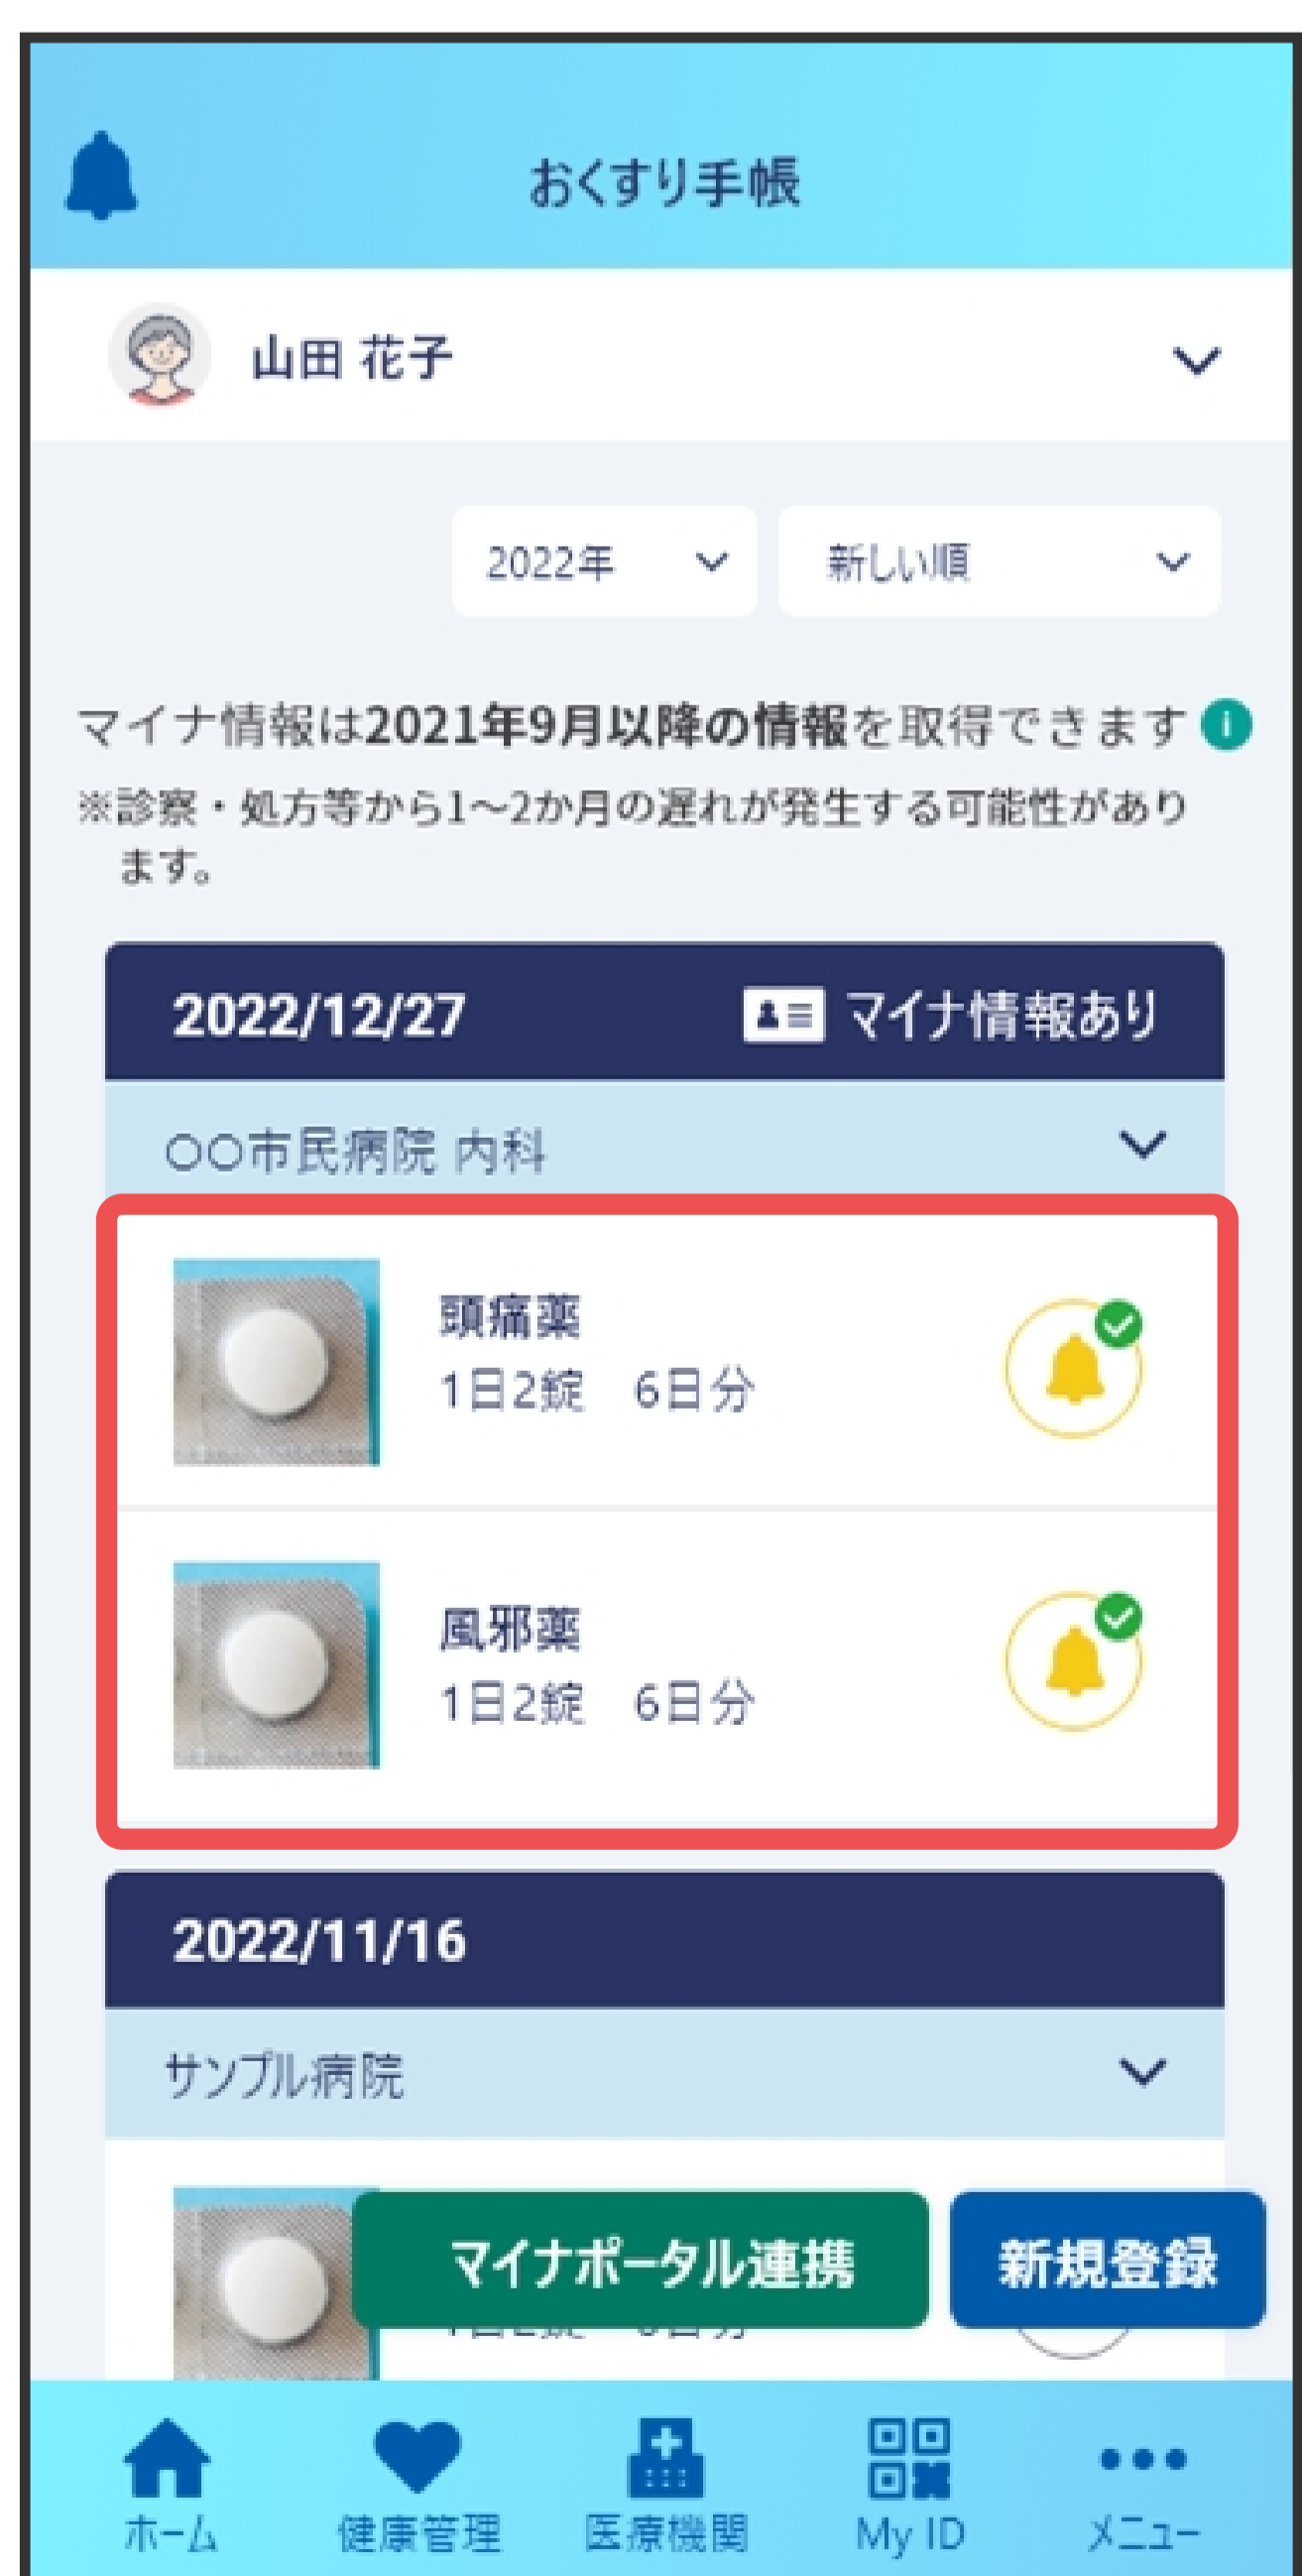 おくすり手帳
山田 花子
2022年
新しい順
マイナ情報は2021年9月以降の情報を取得できます
※診察・処方等から1～2か月の遅れが発生する可能性があり
ます。
2022/12/27 マイナ情報あり
〇〇市民病院 内科
頭痛薬
1日2錠　6日分
風邪薬
1日2錠　6日分
2022/11/16
サンプル病院
マイナポータル連携
新規登録
ホーム
健康管理
医療機関
My ID
メニュー